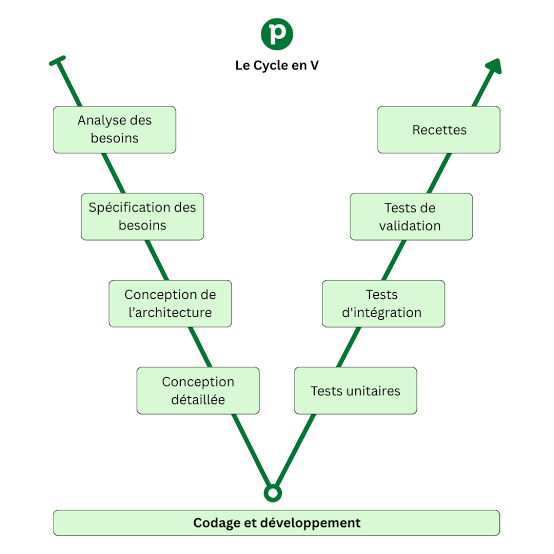 p
Le Cycle en V
Analyse des
besoins
Spécification des
besoins
Conception de
l’architecture
Conception
détaillée
Recettes
Tests de
validation
Tests
d'intégration
Tests unitaires
Codage et développement